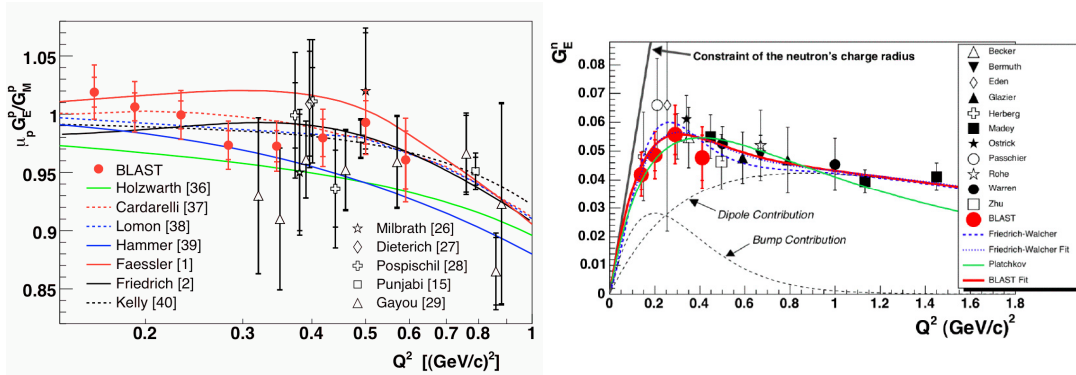 1.05
1
0.95
0.9
0.85
μpGEp/GMp
BLAST
Holzwarth [36]
Cardarelli [37]
Lomon [38]
Hammer [39]
Faessler [1]
Friedrich [2]
Kelly [40]
Milbrath [26]
Dieterich [27]
Pospischil [28]
Punjabi [15]
Gayou [29]
0.2 0.3 0.4 0.5 0.6 0.7 0.8 1
Q2 [(GeV/c)2]
GEn
0.08
0.07
0.06
0.05
0.04
0.03
0.02
0.01
0
Constraint of the neutron's charge radius
Dipole Contribution
Bump Contribution
Becker
Bermuth
Eden
Glazier
Herberg
Madey
Ostrick
Passchier
Rohe
Warren
Zhu
BLAST
Friedrich-Walcher
Friedrich-Walcher Fit
Platchkov
BLAST Fit
0 0.2 0.4 0.6 0.8 1 1.2 1.4 1.6 1.8
Q2 (GeV/c)2